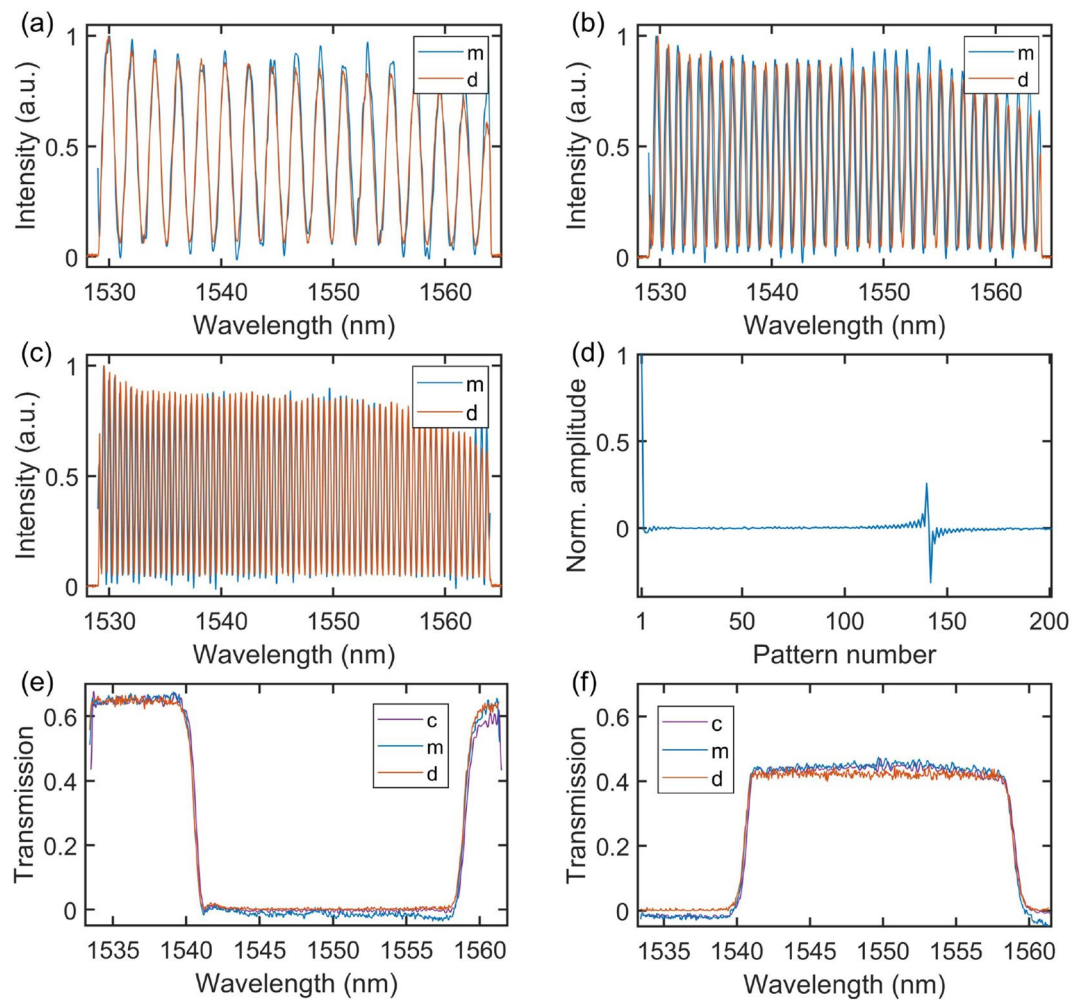 (a)
1
0.5
0
Intensity (a.u.)
m
d
1530 1540 1550 1560
Wavelength (nm)
(b)
1
0.5
0
Intensity (a.u.)
m
d
1530 1540 1550 1560
Wavelength (nm)
(c)
1
0.5
0
Intensity (a.u.)
m
d
1530 1540 1550 1560
Wavelength (nm)
(d)
1
0.5
0
Norm. amplitude
1 50 100 150 200
Pattern number
(e)
0.6
0.4
0.2
0
Transmission
c
m
d
1535 1540 1545 1550 1555 1560
Wavelength (nm)
(f)
0.6
0.4
0.2
0
Transmission
c
m
d
1535 1540 1545 1550 1555 1560
Wavelength (nm)